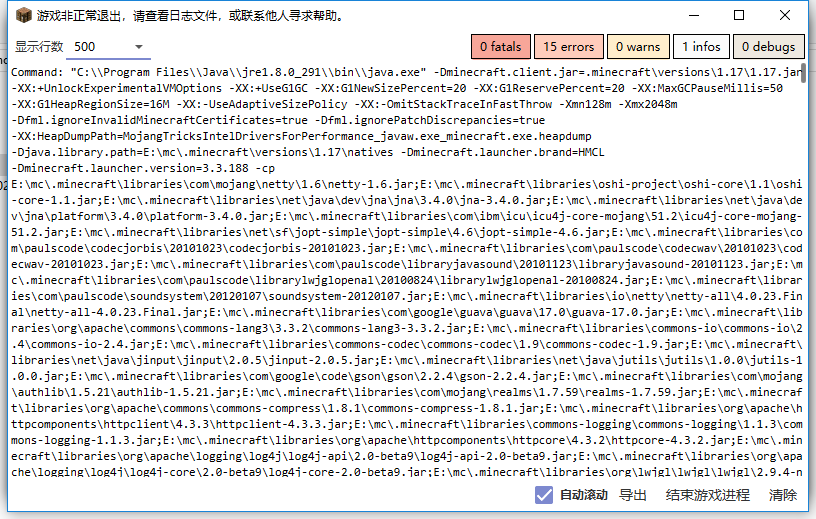 游戏非正常退出，请查看日志文件，或联系他人寻求帮助。
显示行数 500 0 fatals 15 errors 0 warns 1 infos 0 debugs
Command: "C:\\Program Files\\Java\\jre1.8.0_291\\bin\\java.exe" -Dminecraft.client.jar=.minecraft\versions\1.17\1.17.jar
-XX:+UnlockExperimentalVMOptions -XX:+UseG1GC -XX:G1NewSizePercent=20 -XX:G1ReservePercent=20 -XX:MaxGCPauseMillis=50
-XX:G1HeapRegionSize=16M -XX:-UseAdaptiveSizePolicy -XX:-OmitStackTraceInFastThrow -Xmn128m -Xmx2048m
-Dfml.ignoreInvalidMinecraftCertificates=true -Dfml.ignorePatchDiscrepancies=true
-XX:HeapDumpPath=MojangTricksIntelDriversForPerformance_javaw.exe_minecraft.exe.heapdump
-Djava.library.path=E:\mc\.minecraft\versions\1.17\natives -Dminecraft.launcher.brand=HMCL
-Dminecraft.launcher.version=3.3.188 -cp
E:\mc\.minecraft\libraries\com\mojang\netty\1.6\netty-1.6.jar;E:\mc\.minecraft\libraries\oshi-project\oshi-core\1.1\oshi
-core-1.1.jar;E:\mc\.minecraft\libraries\net\java\dev\jna\jna\3.4.0\jna-3.4.0.jar;E:\mc\.minecraft\libraries\net\java\de
v\jna\platform\3.4.0\platform-3.4.0.jar;E:\mc\.minecraft\libraries\com\ibm\icu\icu4j-core-mojang\51.2\icu4j-core-mojang-
51.2.jar;E:\mc\.minecraft\libraries\net\sf\jopt-simple\jopt-simple\4.6\jopt-simple-4.6.jar;E:\mc\.minecraft\libraries\co
m\paulscode\codecjorbis\20101023\codecjorbis-20101023.jar;E:\mc\.minecraft\libraries\com\paulscode\codecwav\20101023\cod
ecwav-20101023.jar;E:\mc\.minecraft\libraries\com\paulscode\libraryjavasound\20101123\libraryjavasound-20101123.jar;E:\m
c\.minecraft\libraries\com\paulscode\librarylwjglopenal\20100824\librarylwjglopenal-20100824.jar;E:\mc\.minecraft\librar
ies\com\paulscode\soundsystem\20120107\soundsystem-20120107.jar;E:\mc\.minecraft\libraries\io\netty\netty-all\4.0.23.Fin
al\netty-all-4.0.23.Final.jar;E:\mc\.minecraft\libraries\com\google\guava\guava\17.0\guava-17.0.jar;E:\mc\.minecraft\lib
raries\org\apache\commons\commons-lang3\3.3.2\commons-lang3-3.3.2.jar;E:\mc\.minecraft\libraries\commons-io\commons-io\2
.4\commons-io-2.4.jar;E:\mc\.minecraft\libraries\commons-codec\commons-codec\1.9\commons-codec-1.9.jar;E:\mc\.minecraft\
libraries\net\java\jinput\jinput\2.0.5\jinput-2.0.5.jar;E:\mc\.minecraft\libraries\net\java\jutils\jutils\1.0.0\jutils-1
.0.0.jar;E:\mc\.minecraft\libraries\com\google\code\gson\gson\2.2.4\gson-2.2.4.jar;E:\mc\.minecraft\libraries\com\mojang
\authlib\1.5.21\authlib-1.5.21.jar;E:\mc\.minecraft\libraries\com\mojang\realms\1.7.59\realms-1.7.59.jar;E:\mc\.minecraf
t\libraries\org\apache\commons\commons-compress\1.8.1\commons-compress-1.8.1.jar;E:\mc\.minecraft\libraries\org\apache\h
ttpcomponents\httpclient\4.3.3\httpclient-4.3.3.jar;E:\mc\.minecraft\libraries\commons-logging\commons-logging\1.1.3\com
mons-logging-1.1.3.jar;E:\mc\.minecraft\libraries\org\apache\httpcomponents\httpcore\4.3.2\httpcore-4.3.2.jar;E:\mc\.min
ecraft\libraries\org\apache\logging\log4j\log4j-api\2.0-beta9\log4j-api-2.0-beta9.jar;E:\mc\.minecraft\libraries\org\apa
che\logging\log4j\log4j-core\2.0-beta9\log4j-core-2.0-beta9.jar;E:\mc\.minecraft\libraries\org\lwjgl\lwjgl\lwjgl\2.9.4-n
自动滚动 导出 结束游戏进程 清除